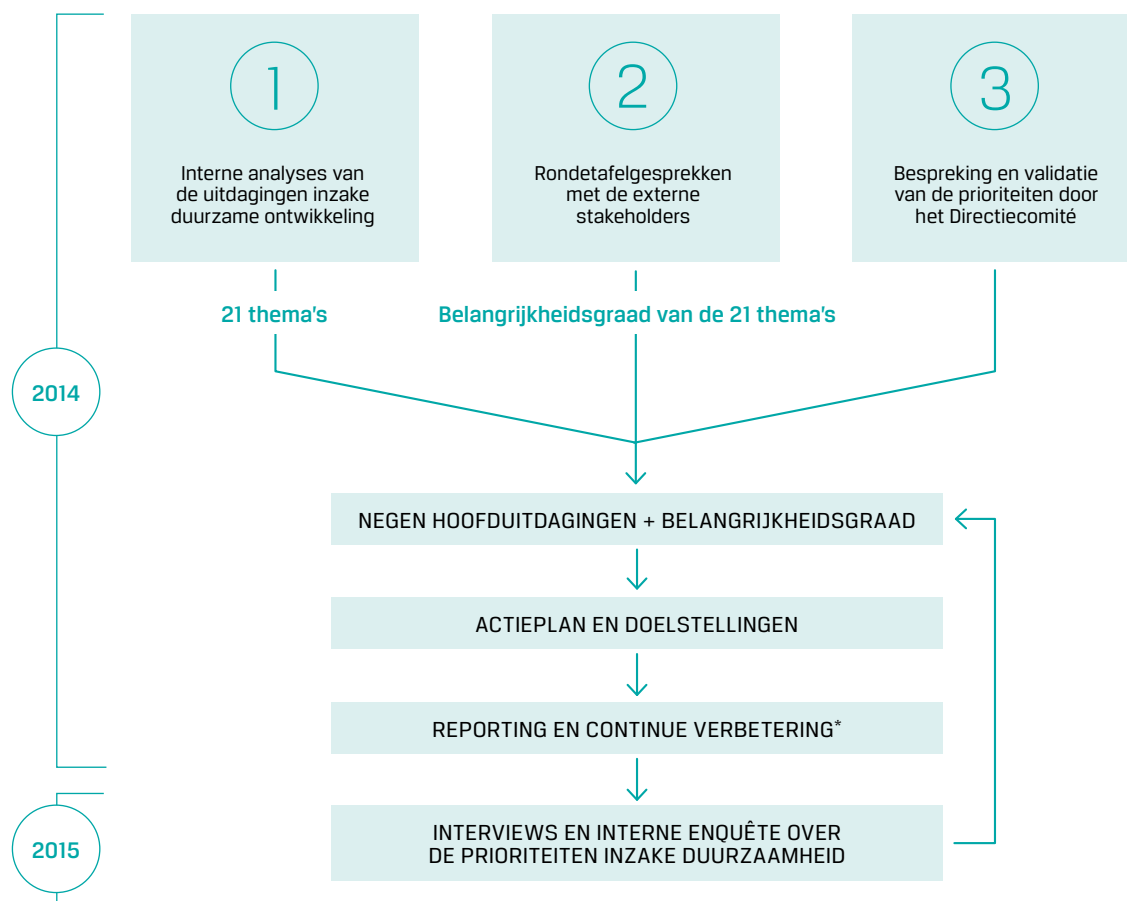 1
Interne analyses van
de uitdagingen inzake
duurzame ontwikkeling
2
Rondetafelgesprekken
met de externe
stakeholders
3
Bespreking en validatie
van de prioriteiten door
het Directiecomité
21 thema's
Belangrijkheidsgraad van de 21 thema's
2014
NEGEN HOOFDUITDAGINGEN + BELANGRIJKHEIDSGRAAD
ACTIEPLAN EN DOELSTELLINGEN
REPORTING EN CONTINUE VERBETERING*
2015
INTERVIEWS EN INTERNE ENQUÊTE OVER
DE PRIORITEITEN INZAKE DUURZAAMHEID